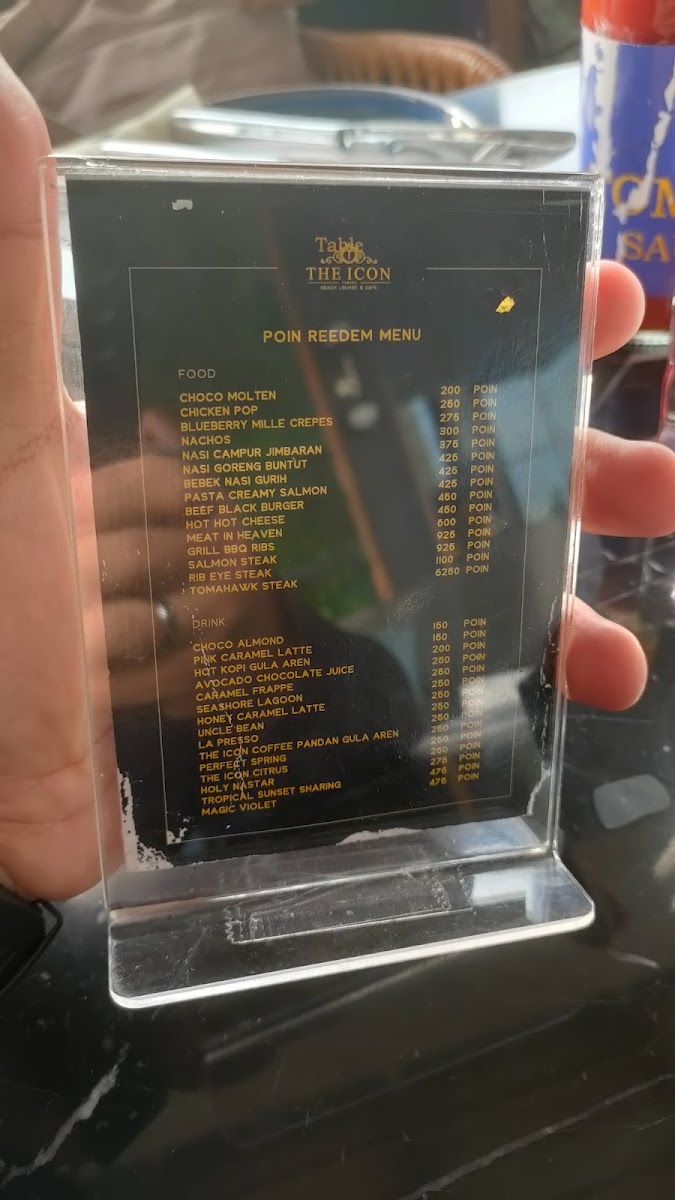 Table
THE ICON
BEACH LOUNGE & CAFE
POIN REEDEM MENU
FOOD
CHOCO MOLTEN 200 POIN
CHICKEN POP 250 POIN
BLUEBERRY MILLE CREPES 275 POIN
NACHOS 300 POIN
NASI CAMPUR JIMBARAN 375 POIN
NASI GORENG BUNTUT 425 POIN
BEBEK NASI GURIH 425 POIN
PASTA CREAMY SALMON 425 POIN
BEEF BLACK BURGER 450 POIN
HOT HOT CHEESE 450 POIN
MEAT IN HEAVEN 600 POIN
GRILL BBQ RIBS 925 POIN
SALMON STEAK 925 POIN
RIB EYE STEAK 1100 POIN
TOMAHAWK STEAK 6250 POIN
DRINK
CHOCO ALMOND 150 POIN
PINK CARAMEL LATTE 150 POIN
HOT KOPI GULA AREN 200 POIN
AVOCADO CHOCOLATE JUICE 250 POIN
CARAMEL FRAPPE 250 POIN
SEASHORE LAGOON 250 POIN
HONEY CARAMEL LATTE 250 POIN
UNCLE BEAN 250 POIN
LA PRESSO 250 POIN
THE ICON COFFEE PANDAN GULA AREN 250 POIN
PERFECT SPRING 250 POIN
THE ICON CITRUS 250 POIN
HOLY NASTAR 275 POIN
TROPICAL SUNSET SHARING 475 POIN
MAGIC VIOLET 475 POIN